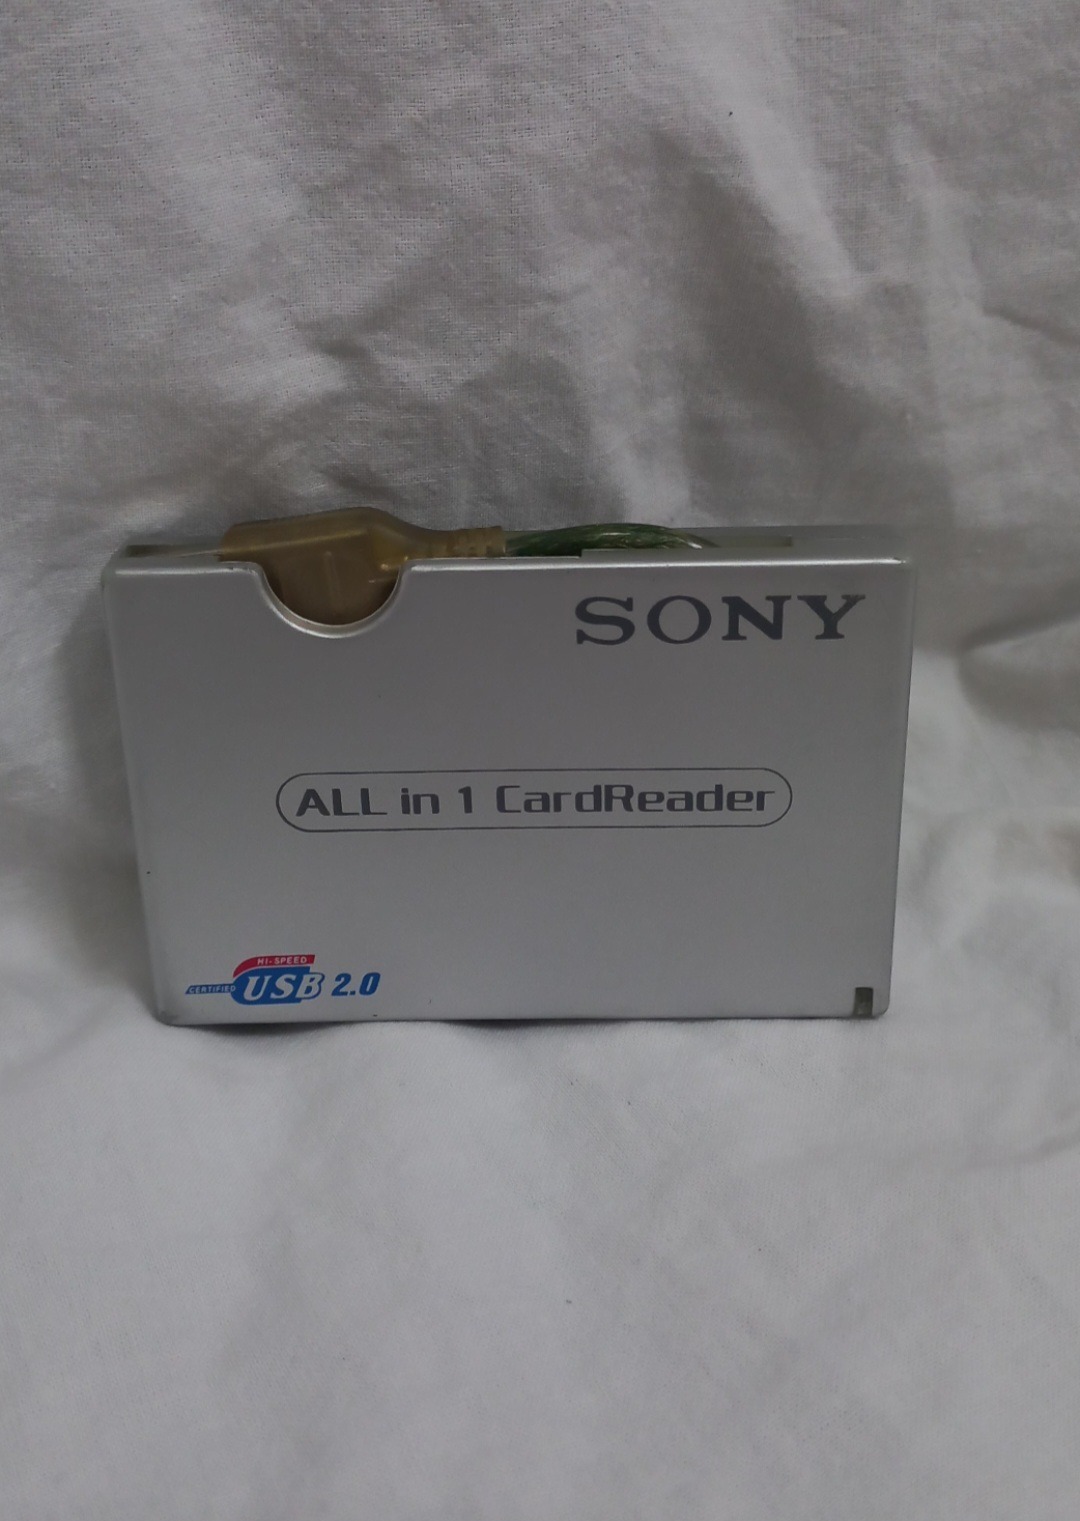 SONY
ALL in 1 CardReader
HI-SPEED
CERTIFIED USB 2.0